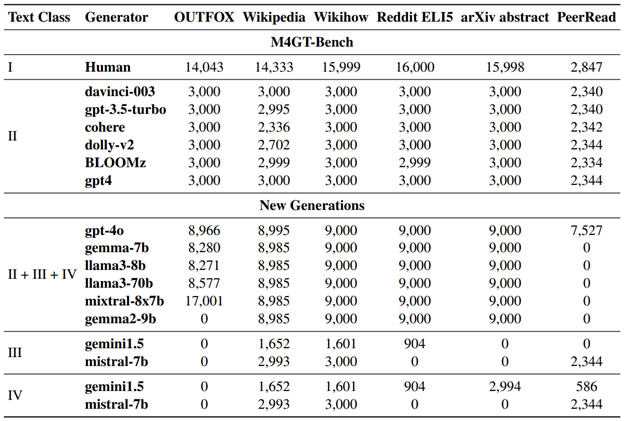 Text Class Generator OUTFOX Wikipedia Wikihow Reddit ELI5 arXiv abstract PeerRead
M4GT-Bench
I Human 14,043 14,333 15,999 16,000 15,998 2,847
davinci-003 3,000 3,000 3,000 3,000 3,000 2,340
gpt-3.5-turbo 3,000 2,995 3,000 3,000 3,000 2,340
cohere 3,000 2,336 3,000 3,000 3,000 2,342
II
dolly-v2 3,000 2,702 3,000 3,000 3,000 2,344
BLOOMz 3,000 2,999 3,000 2,999 3,000 2,334
gpt4 3,000 3,000 3,000 3,000 3,000 2,344
New Generations
gpt-4o 8,966 8,995 9,000 9,000 9,000 7,527
gemma-7b 8,280 8,985 9,000 9,000 9,000 0
llama3-8b 8,271 8,985 9,000 9,000 9,000 0
II + III + IV
llama3-70b 8,577 8,985 9,000 9,000 9,000 0
mixtral-8x7b 17,001 8,985 9,000 9,000 9,000 0
gemma2-9b 0 8,985 9,000 9,000 9,000 0
III
gemini1.5 0 1,652 1,601 904 0 0
mistral-7b 0 2,993 3,000 0 0 2,344
IV
gemini1.5 0 1,652 1,601 904 2,994 586
mistral-7b 0 2,993 3,000 0 0 2,344